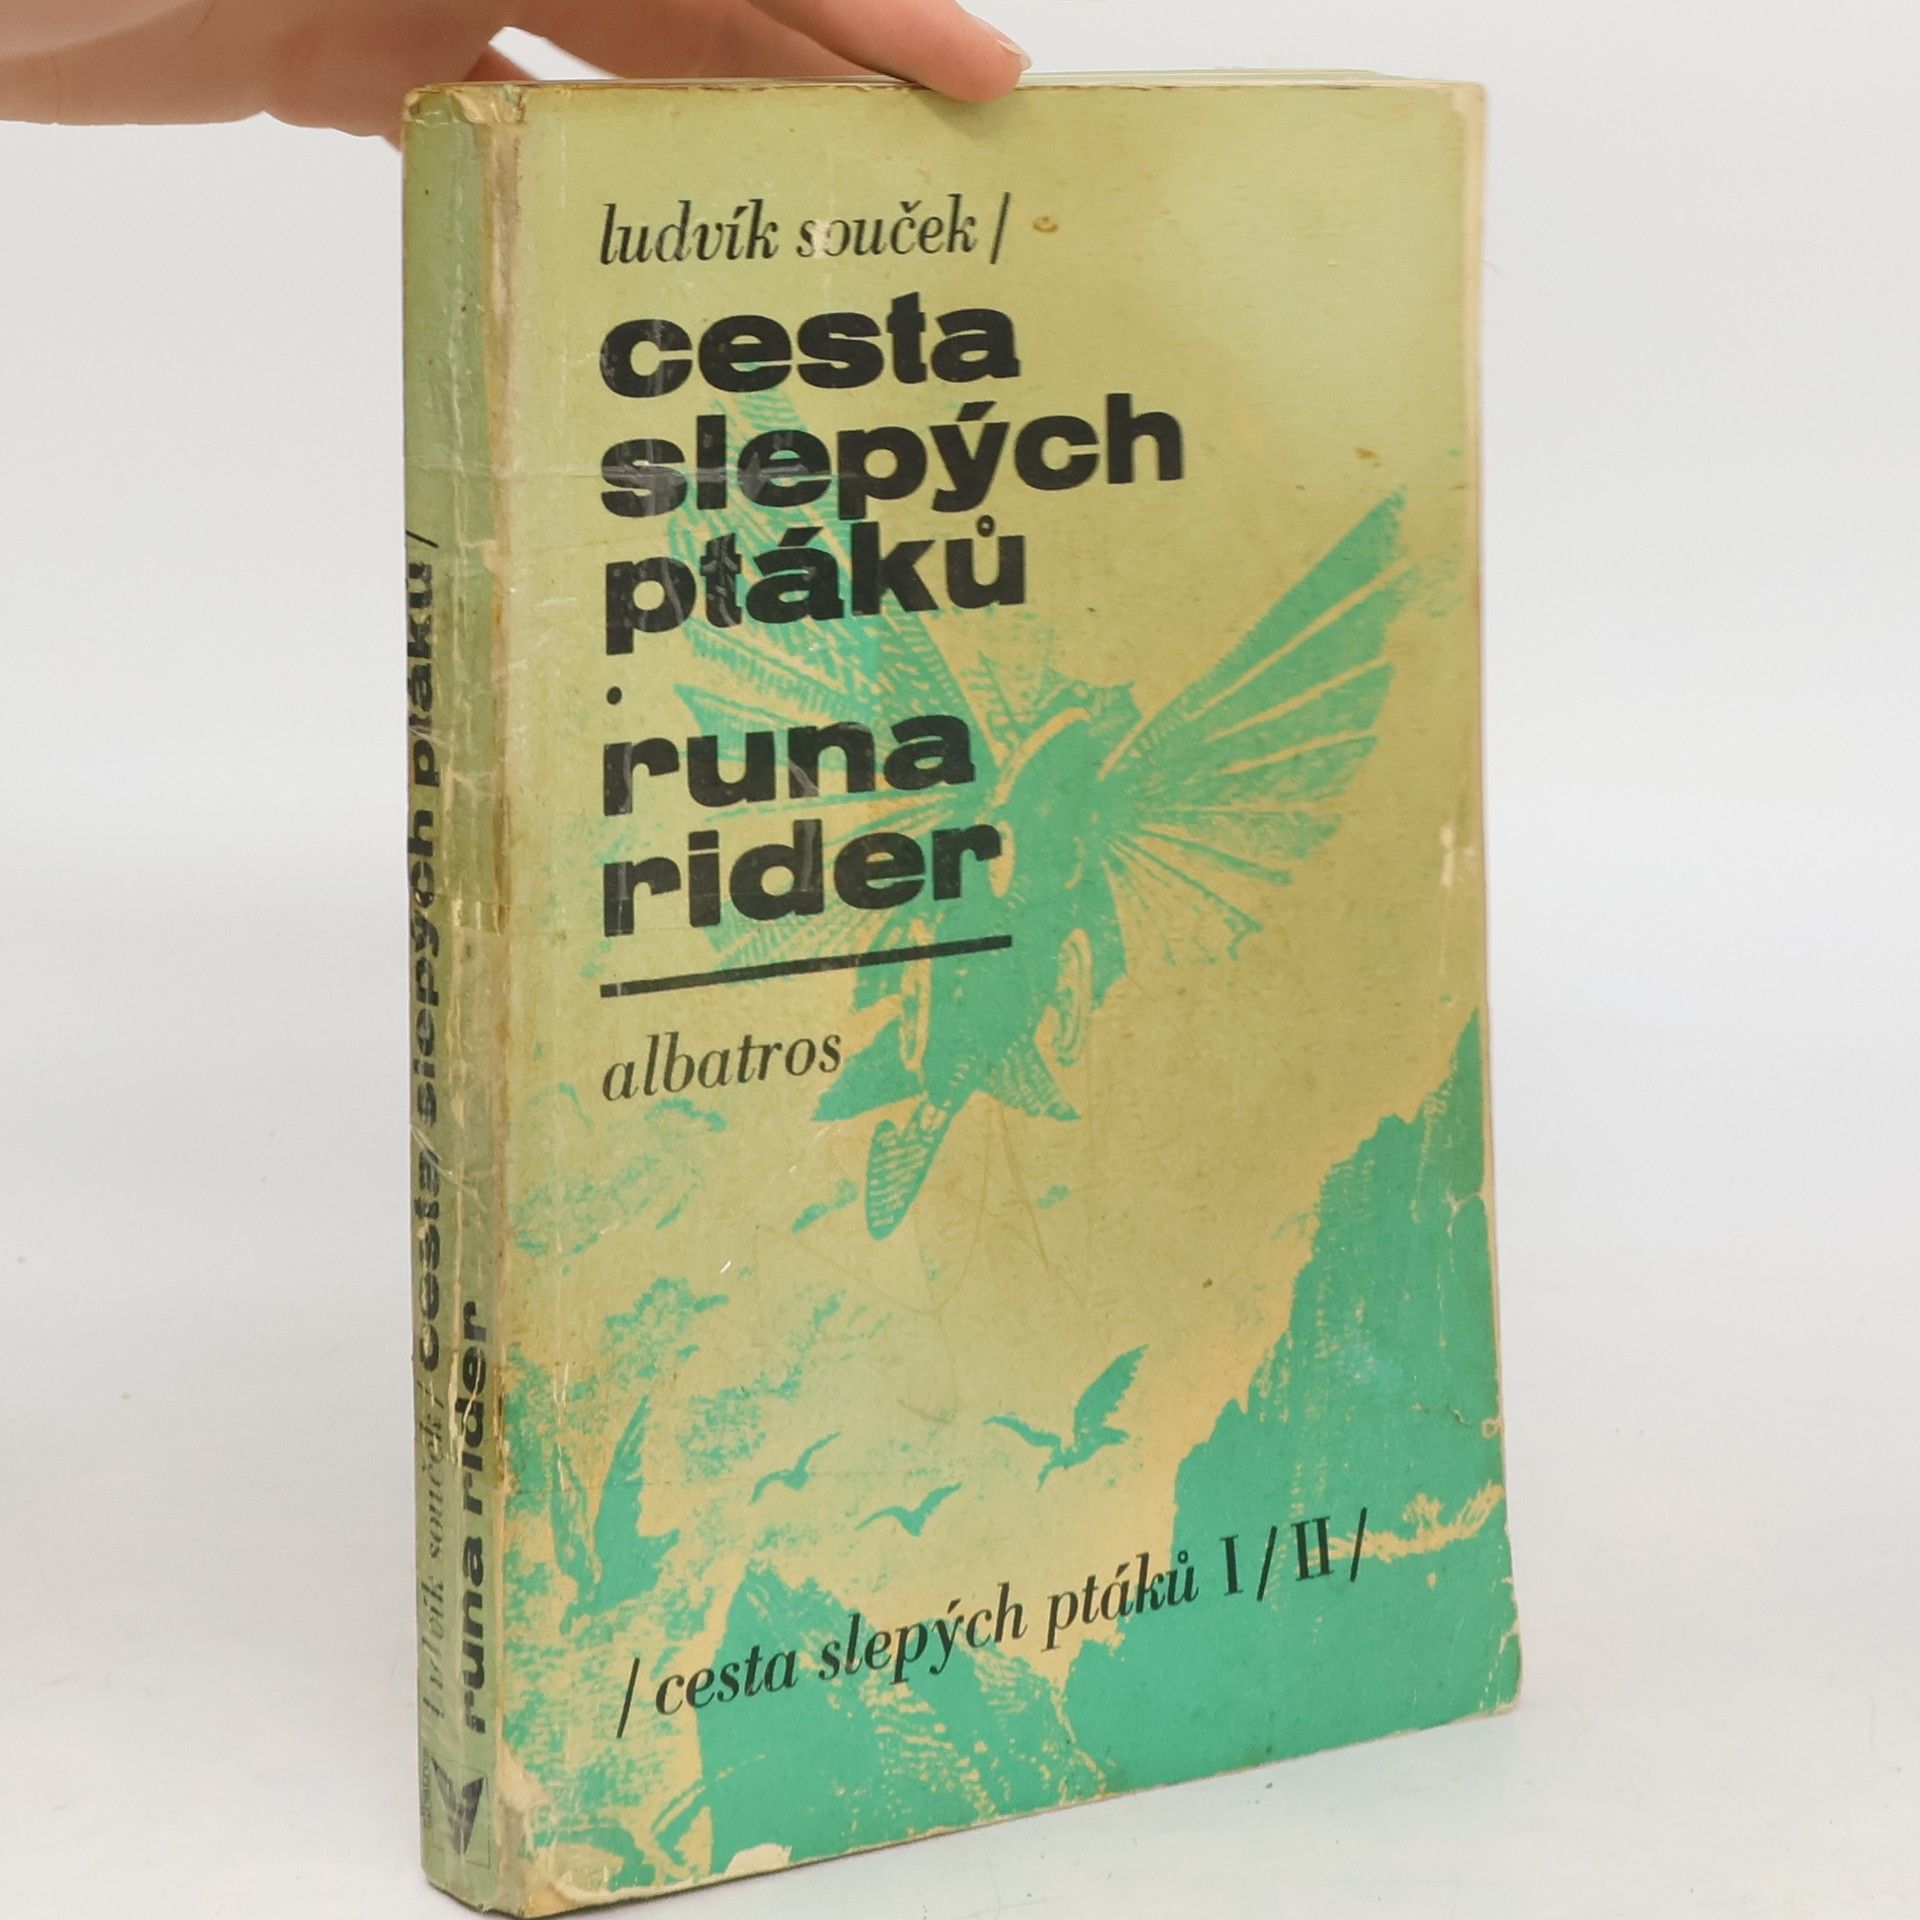 ludvík souček /
cesta
slepých
ptáků
·
runa
rider
albatros
/ cesta slepých ptáků I / II /
ludvík souček / cesta / slepých ptáků /
runa rider